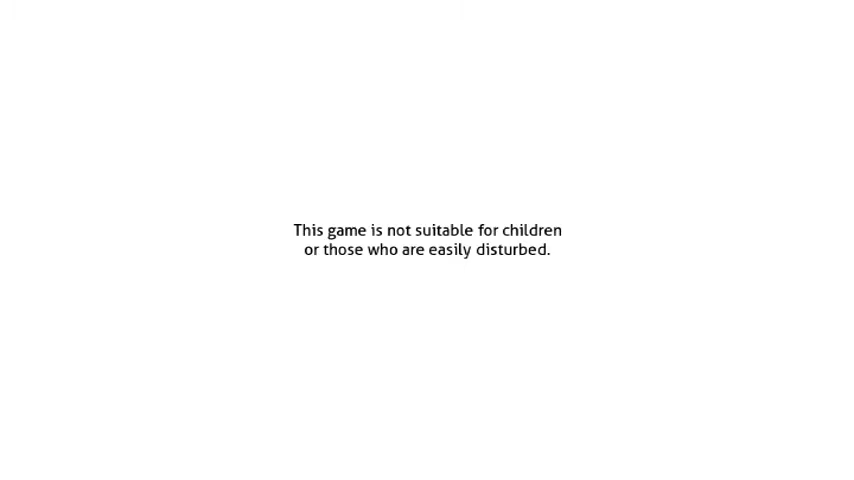 This game is not suitable for children
or those who are easily disturbed.